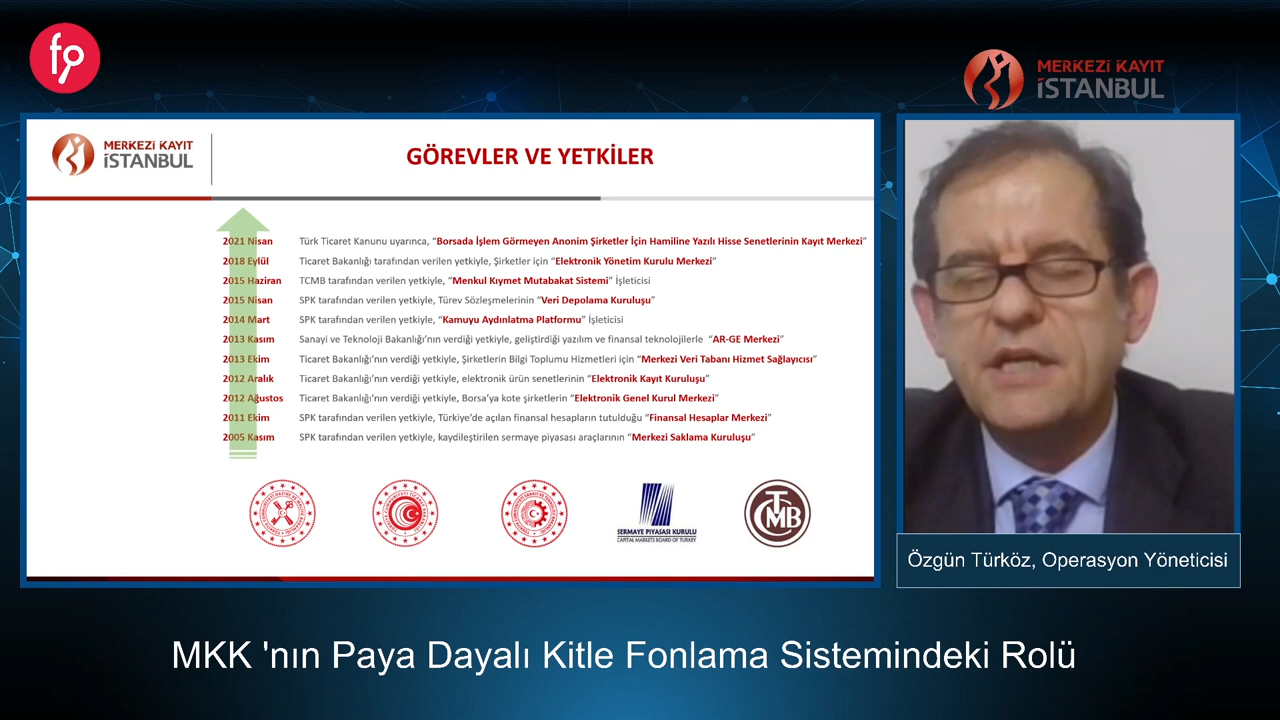 fo
MERKEZİ KAYIT
İSTANBUL
MERKEZİ KAYIT
İSTANBUL
GÖREVLER VE YETKİLER
2021 Nisan Türk Ticaret Kanunu uyarınca, “Borsada İşlem Görmeyen Anonim Şirketler İçin Hamiline Yazılı Hisse Senetlerinin Kayıt Merkezi”
2018 Eylül Ticaret Bakanlığı tarafından verilen yetkiyle, Şirketler için “Elektronik Yönetim Kurulu Merkezi”
2015 Haziran TCMB tarafından verilen yetkiyle, “Menkul Kıymet Mutabakat Sistemi” İşleticisi
2015 Nisan SPK tarafından verilen yetkiyle, Türev Sözleşmelerinin “Veri Depolama Kuruluşu”
2014 Mart SPK tarafından verilen yetkiyle, “Kamuyu Aydınlatma Platformu” İşleticisi
2013 Kasım Sanayi ve Teknoloji Bakanlığı’nın verdiği yetkiyle, geliştirdiği yazılım ve finansal teknolojilerle “AR-GE Merkezi”
2013 Ekim Ticaret Bakanlığı’nın verdiği yetkiyle, Şirketlerin Bilgi Toplumu Hizmetleri için “Merkezi Veri Tabanı Hizmet Sağlayıcısı”
2012 Aralık Ticaret Bakanlığı’nın verdiği yetkiyle, elektronik ürün senetlerinin “Elektronik Kayıt Kuruluşu”
2012 Ağustos Ticaret Bakanlığı’nın verdiği yetkiyle, Borsa’ya kote şirketlerin “Elektronik Genel Kurul Merkezi”
2011 Ekim SPK tarafından verilen yetkiyle, Türkiye’de açılan finansal hesapların tutulduğu “Finansal Hesaplar Merkezi”
2005 Kasım SPK tarafından verilen yetkiyle, kaydileştirilen sermaye piyasası araçlarının “Merkezi Saklama Kuruluşu”
SERMAYE PİYASASI KURULU
CAPITAL MARKETS BOARD OF TURKEY
TCMB
Özgün Türköz, Operasyon Yöneticisi
MKK 'nın Paya Dayalı Kitle Fonlama Sistemindeki Rolü